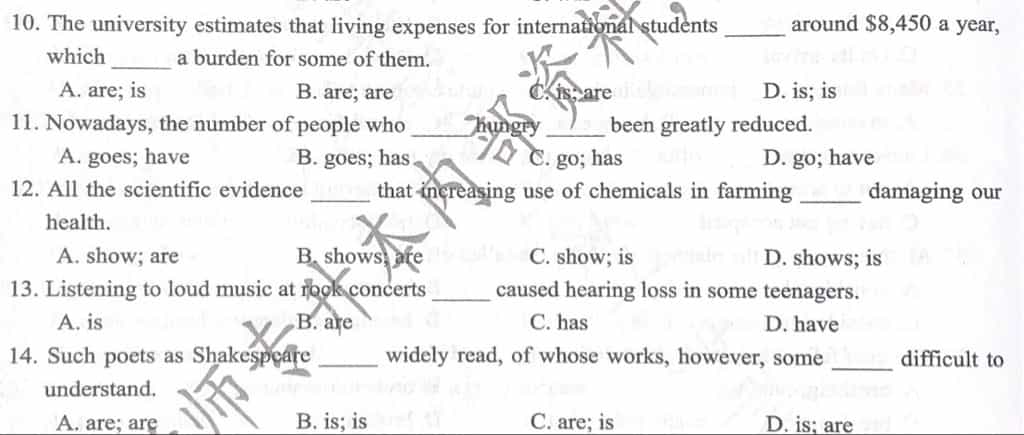 10. The university estimates that living expenses for international students ______ around $8,450 a year,
which ______ a burden for some of them.
A. are; is B. are; are C. is; are D. is; is
11. Nowadays, the number of people who ______ hungry ______ been greatly reduced.
A. goes; have B. goes; has C. go; has D. go; have
12. All the scientific evidence ______ that increasing use of chemicals in farming ______ damaging our
health.
A. show; are B. shows; are C. show; is D. shows; is
13. Listening to loud music at rock concerts ______ caused hearing loss in some teenagers.
A. is B. are C. has D. have
14. Such poets as Shakespeare ______ widely read, of whose works, however, some ______ difficult to
understand.
A. are; are B. is; is C. are; is D. is; are